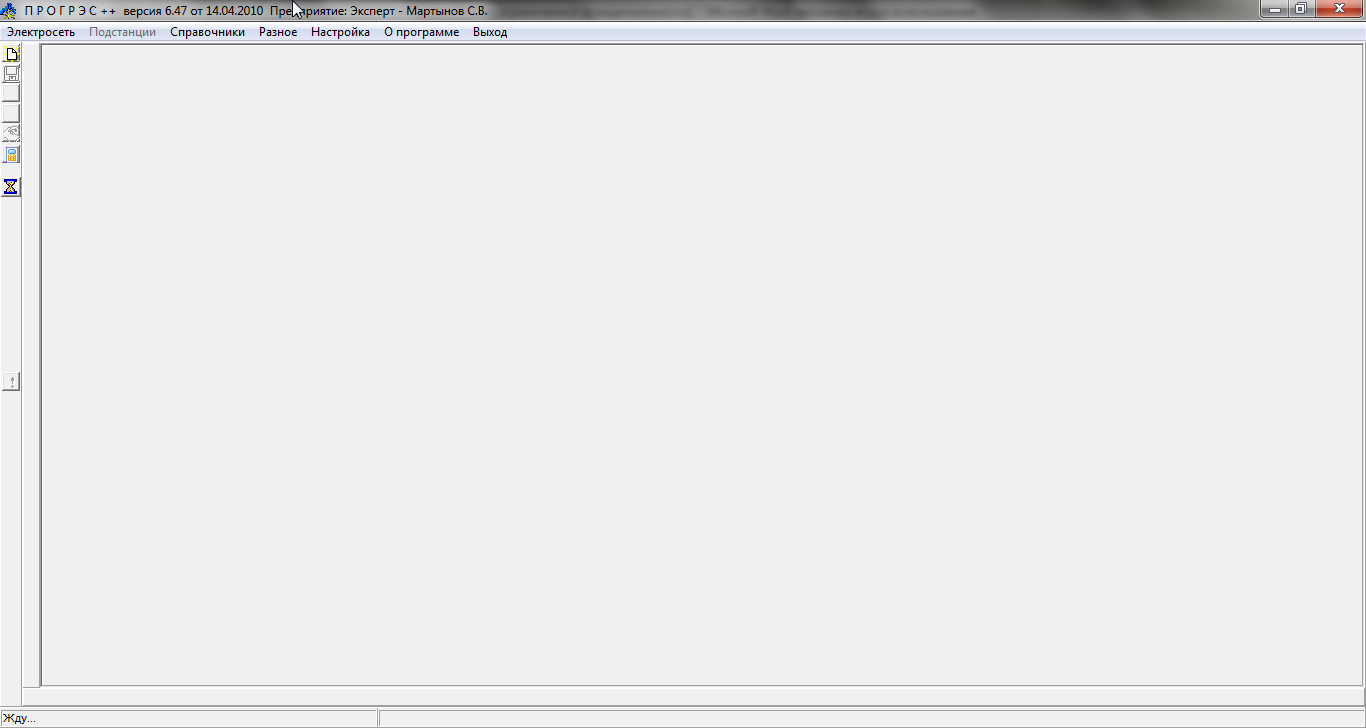 П Р О Г Р Э С ++ версия 6.47 от 14.04.2010 Предприятие: Эксперт - Мартынов С.В.
Электросеть Подстанции Справочники Разное Настройка О программе Выход
Жду...